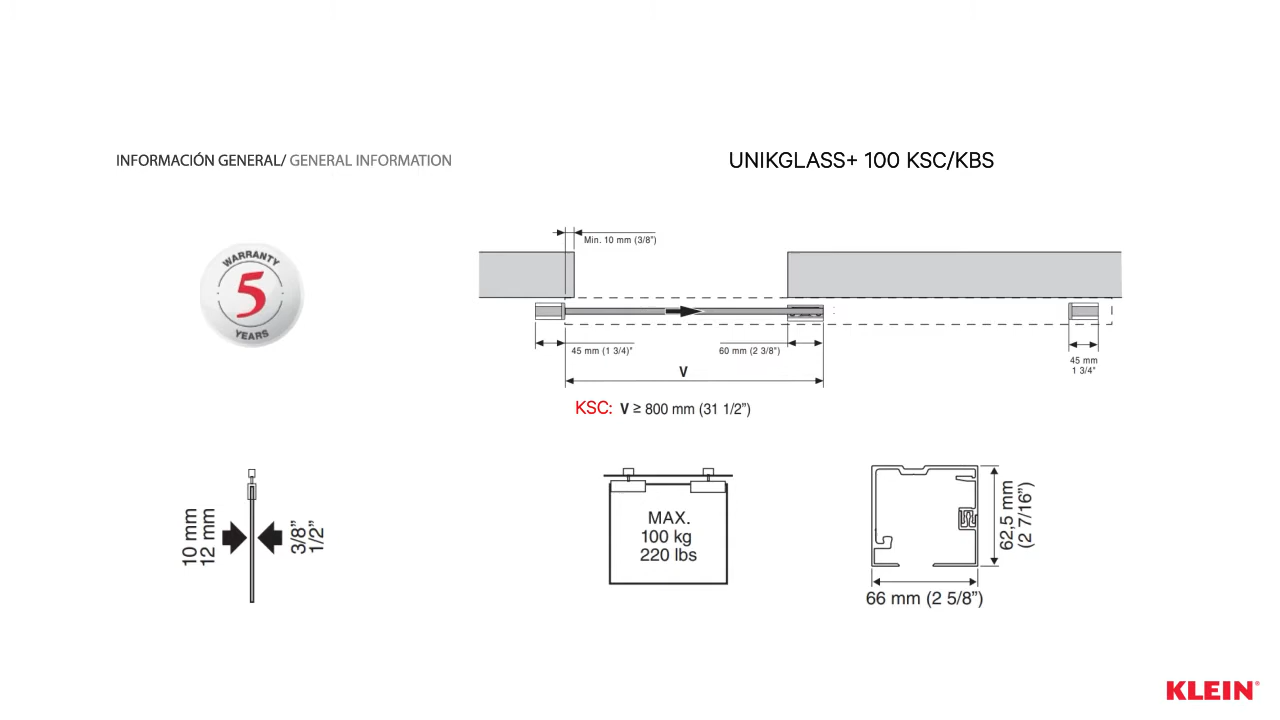 INFORMACIÓN GENERAL/ GENERAL INFORMATION
UNIKGLASS+ 100 KSC/KBS
WARRANTY
5
YEARS
Min. 10 mm (3/8")
45 mm (1 3/4)"
60 mm (2 3/8")
45 mm
1 3/4"
V
KSC: V ≥ 800 mm (31 1/2”)
10 mm
12 mm
3/8”
1/2”
MAX.
100 kg
220 lbs
62,5 mm
(2 7/16”)
66 mm (2 5/8”)
KLEIN®